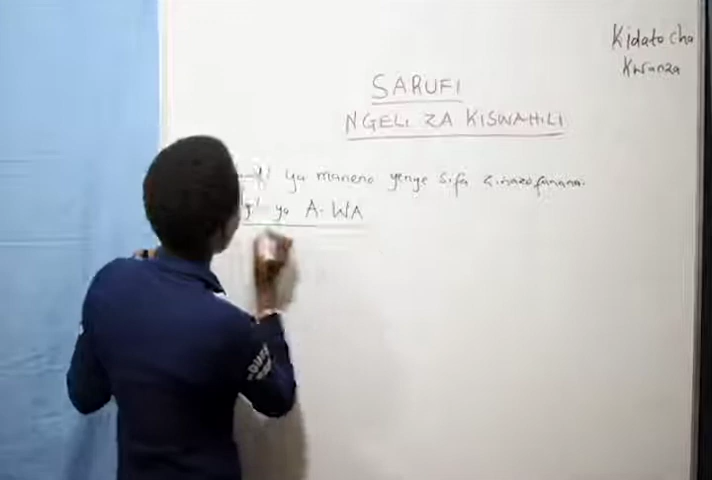 Kidato cha
Kwanza
SARUFI
NGELI ZA KISWAHILI
ya maneno yenye sifa zinazofanana.
ya A-WA